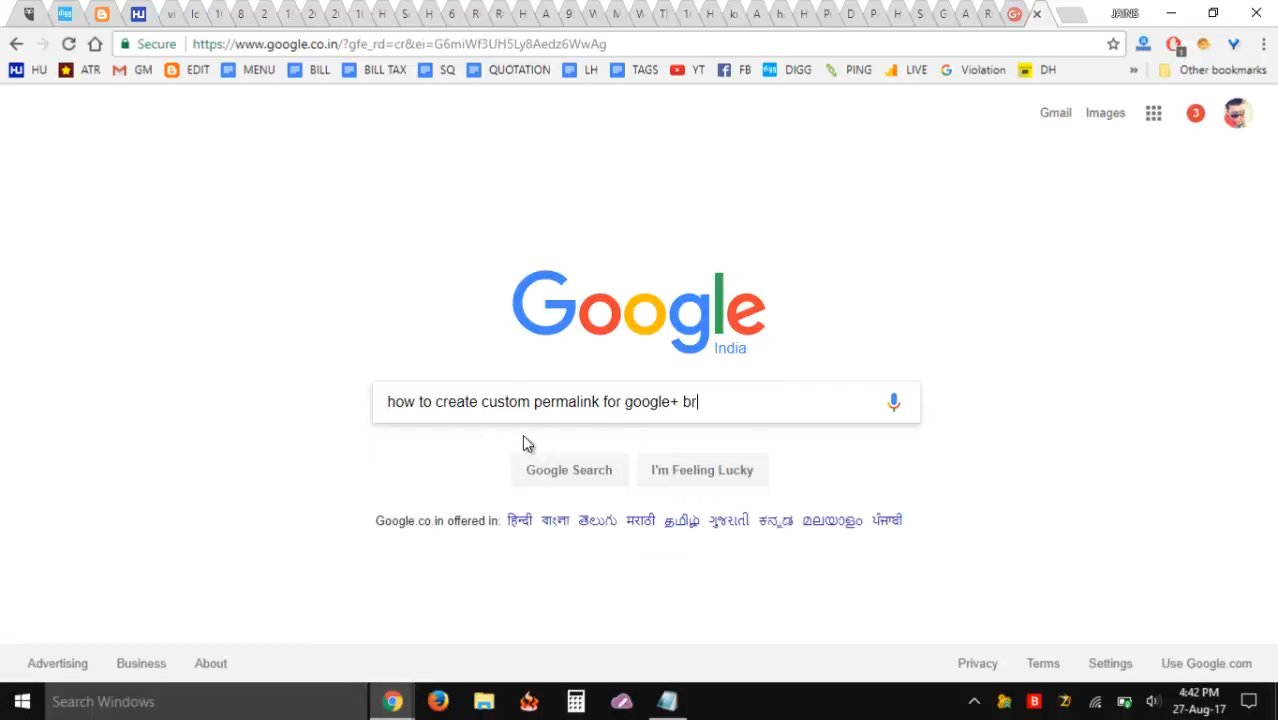 JAINS
Secure https://www.google.co.in/?gfe_rd=cr&ei=G6miWf3UH5Ly8Aedz6WwAg
HU ATR GM EDIT MENU BILL BILL TAX SQ QUOTATION LH TAGS YT FB DIGG PING LIVE Violation DH » Other bookmarks
Gmail Images 3
Google
India
how to create custom permalink for google+ br
Google Search I'm Feeling Lucky
Google.co.in offered in: हिन्दी বাংলা తెలుగు मराठी தமிழ் ગુજરાતી ಕನ್ನಡ മലയാളം ਪੰਜਾਬੀ
Advertising Business About Privacy Terms Settings Use Google.com
Search Windows 4:42 PM
27-Aug-17